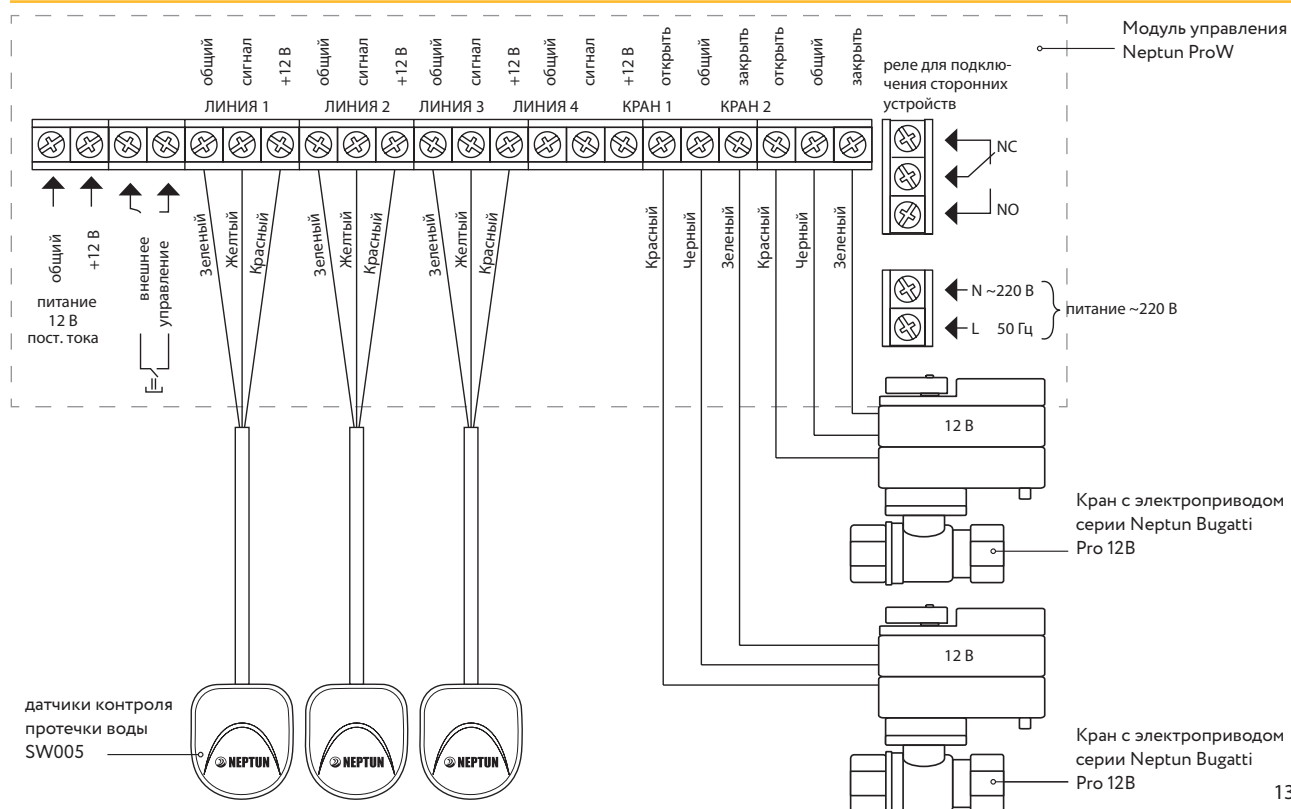 Модуль управления
Neptun ProW
общий
сигнал
+12 В
общий
сигнал
+12 В
общий
сигнал
+12 В
общий
сигнал
+12 В
открыть
общий
закрыть
открыть
общий
закрыть
ЛИНИЯ 1
ЛИНИЯ 2
ЛИНИЯ 3
ЛИНИЯ 4
КРАН 1
КРАН 2
реле для подклю-
чения сторонних
устройств
NC
NO
N ~220 В
L 50 Гц
питание ~220 В
общий
+12 В
питание
12 В
пост. тока
внешнее
управление
Зеленый
Желтый
Красный
Зеленый
Желтый
Красный
Зеленый
Желтый
Красный
Красный
Черный
Зеленый
Красный
Черный
Зеленый
12 В
Кран с электроприводом
серии Neptun Bugatti
Pro 12В
12 В
Кран с электроприводом
серии Neptun Bugatti
Pro 12В
датчики контроля
протечки воды
SW005
NEPTUN
NEPTUN
NEPTUN
13